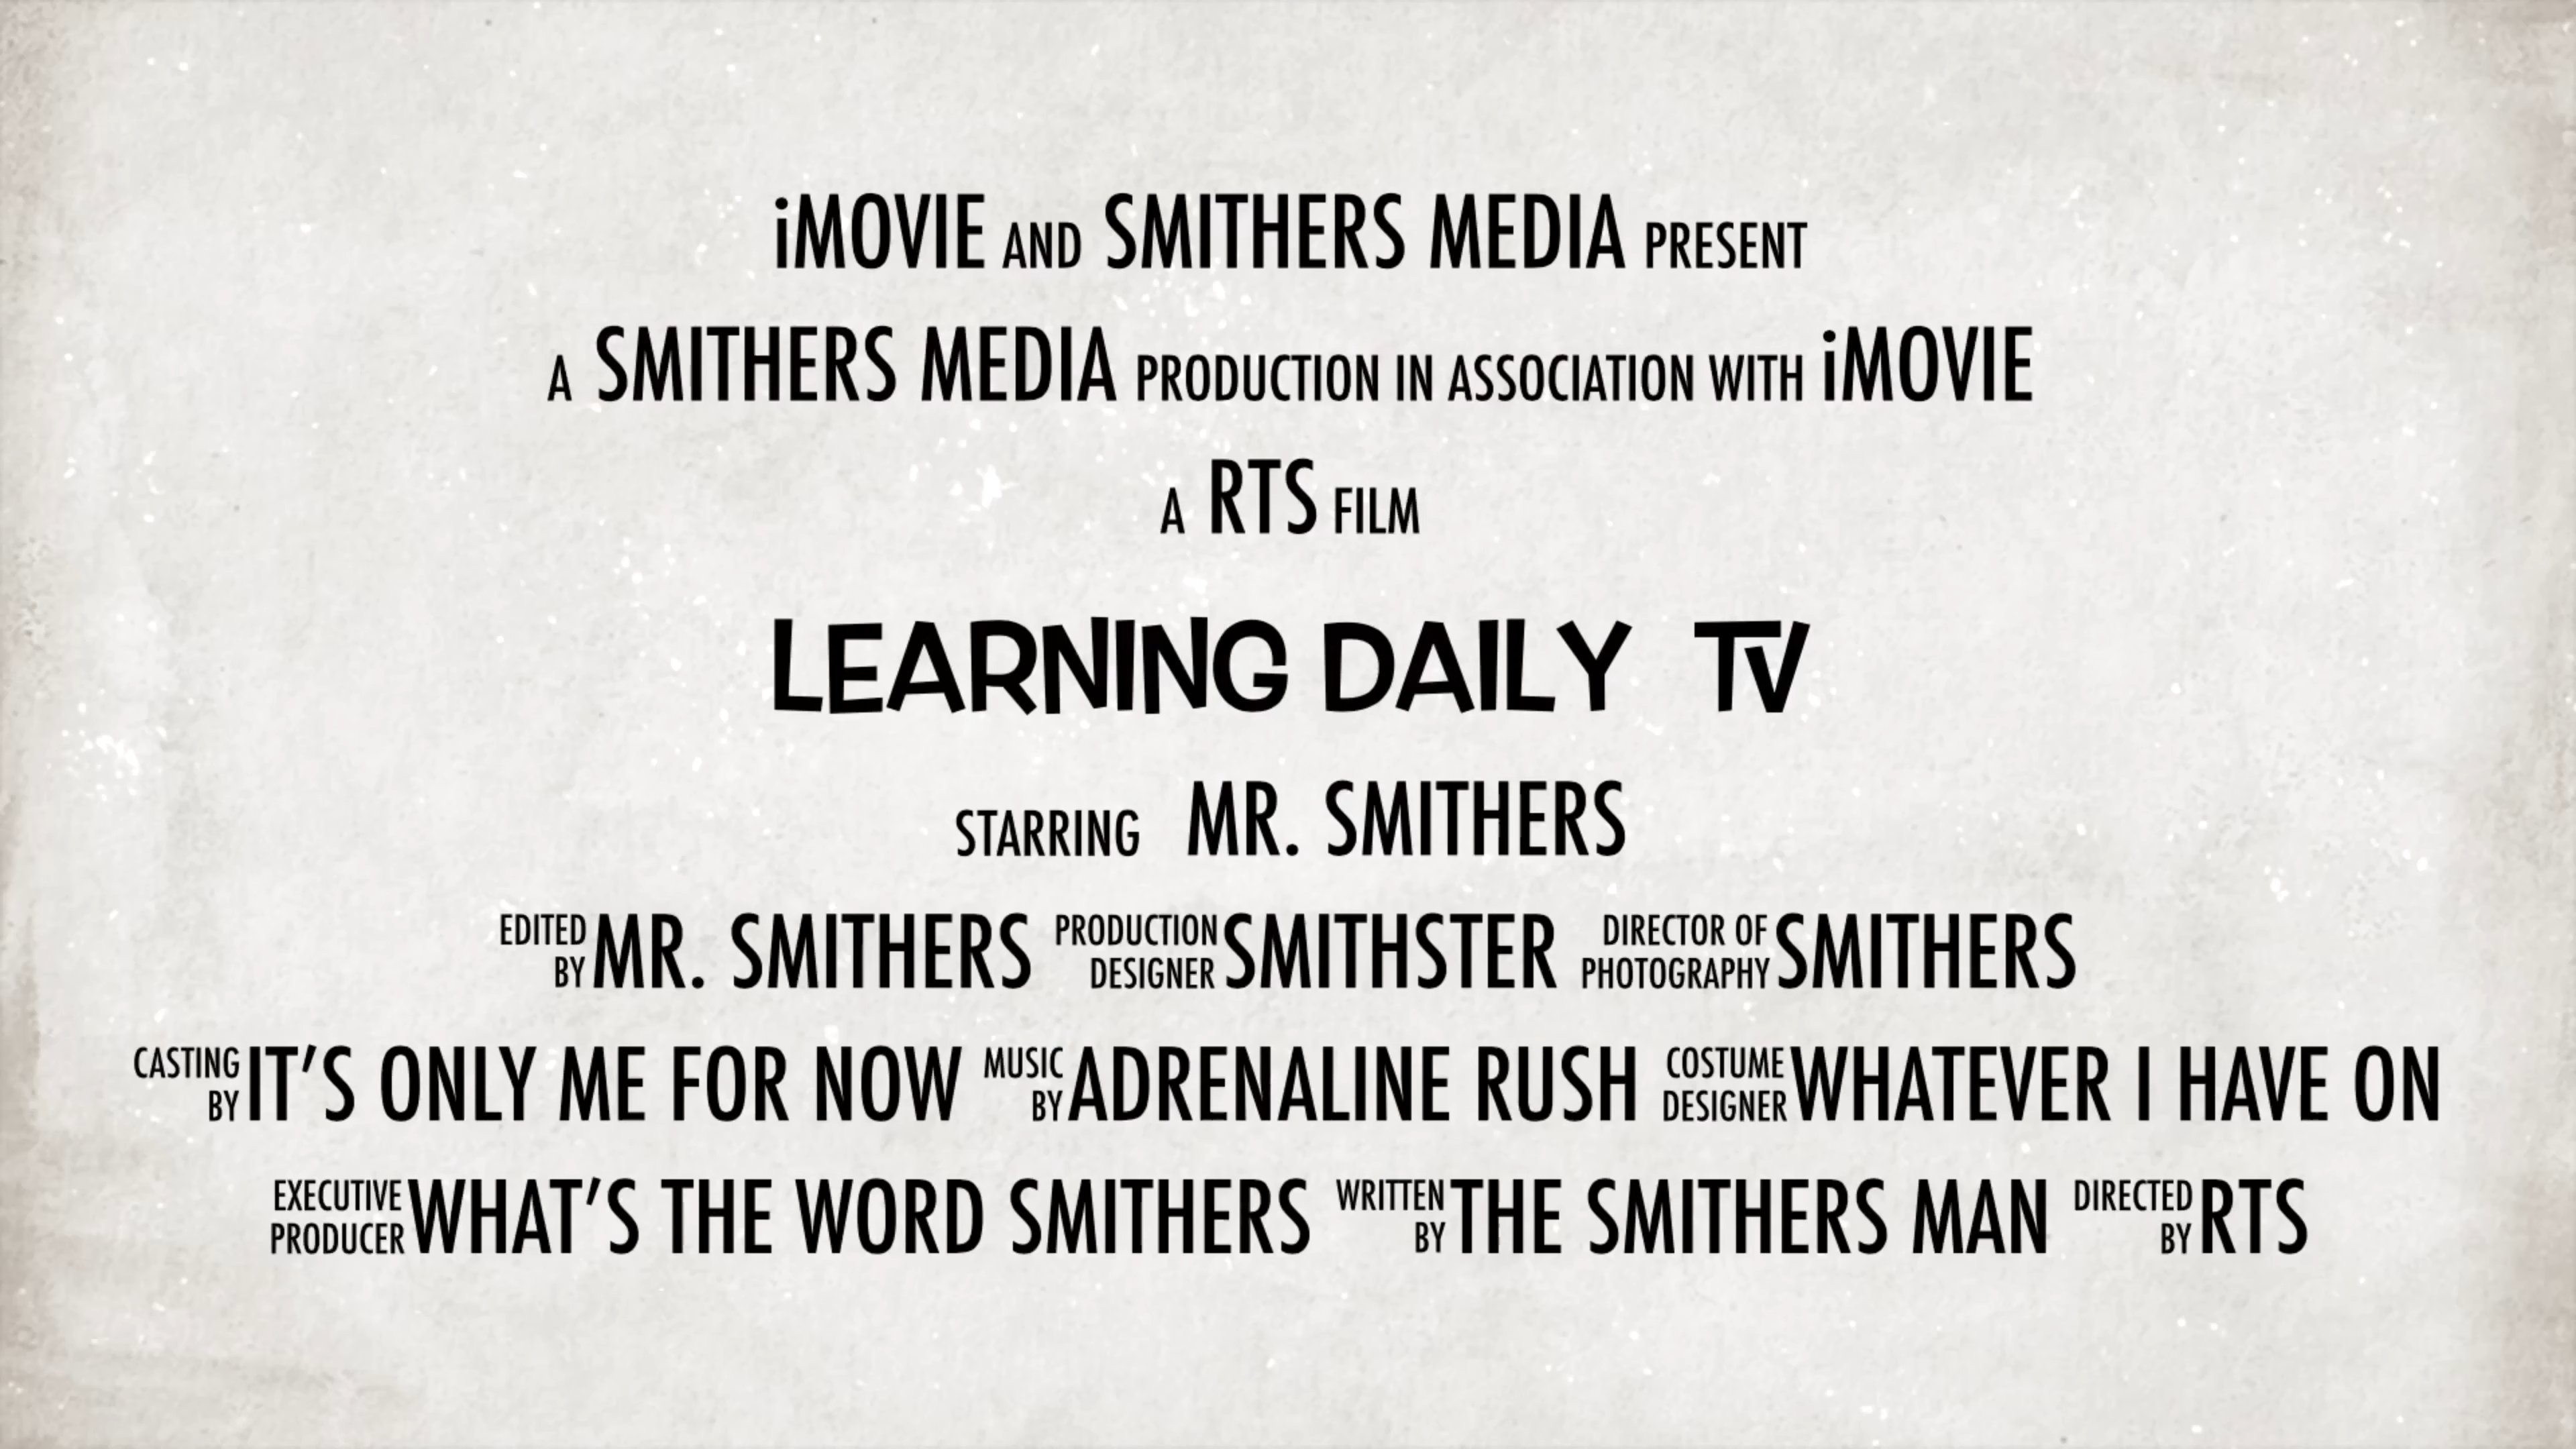 iMOVIE AND SMITHERS MEDIA PRESENT
A SMITHERS MEDIA PRODUCTION IN ASSOCIATION WITH iMOVIE
A RTS FILM
LEARNING DAILY TV
STARRING MR. SMITHERS
EDITED BY MR. SMITHERS PRODUCTION DESIGNER SMITHSTER DIRECTOR OF PHOTOGRAPHY SMITHERS
CASTING BY IT'S ONLY ME FOR NOW MUSIC BY ADRENALINE RUSH COSTUME DESIGNER WHATEVER I HAVE ON
EXECUTIVE PRODUCER WHAT'S THE WORD SMITHERS WRITTEN BY THE SMITHERS MAN DIRECTED BY RTS